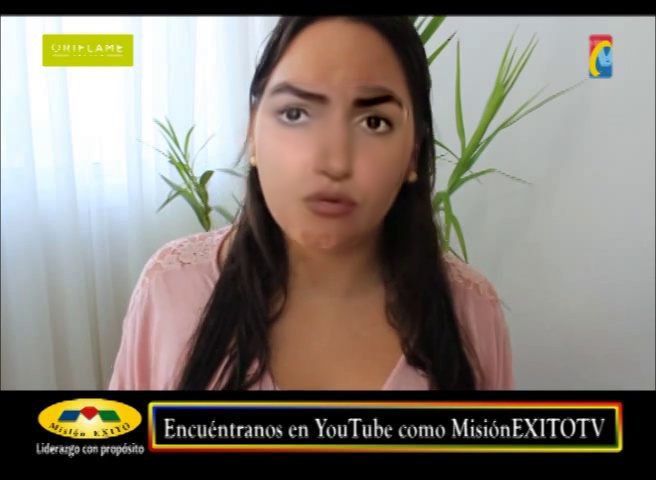 ORIFLAME
Misión EXITO
Liderazgo con propósito
Encuéntranos en YouTube como MisiónEXITOTV